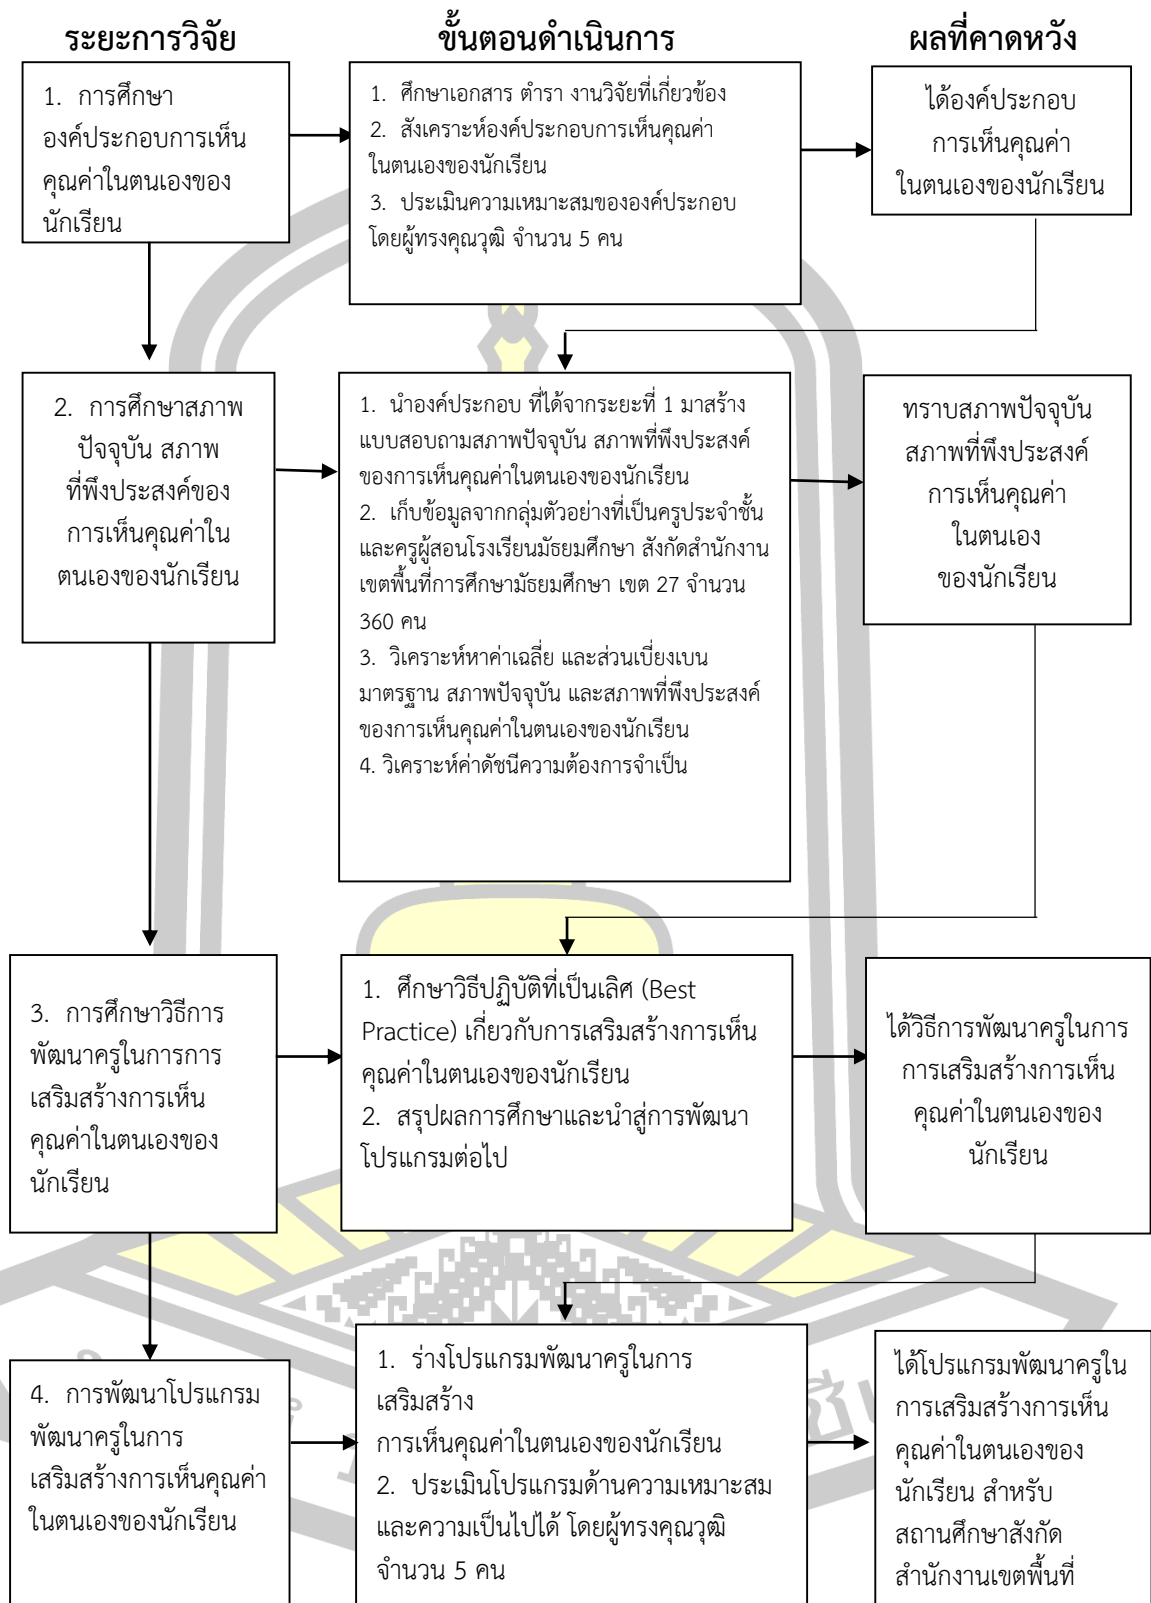 ระยะการวิจัย
ขั้นตอนดำเนินการ
ผลที่คาดหวัง
1. การศึกษา
องค์ประกอบการเห็น
คุณค่าในตนเองของ
นักเรียน
1. ศึกษาเอกสาร ตำรา งานวิจัยที่เกี่ยวข้อง
2. สังเคราะห์องค์ประกอบการเห็นคุณค่า
ในตนเองของนักเรียน
3. ประเมินความเหมาะสมขององค์ประกอบ
โดยผู้ทรงคุณวุฒิ จำนวน 5 คน
ได้องค์ประกอบ
การเห็นคุณค่า
ในตนเองของนักเรียน
2. การศึกษาสภาพ
ปัจจุบัน สภาพ
ที่พึงประสงค์ของ
การเห็นคุณค่าใน
ตนเองของนักเรียน
1. นำองค์ประกอบ ที่ได้จากระยะที่ 1 มาสร้าง
แบบสอบถามสภาพปัจจุบัน สภาพที่พึงประสงค์
ของการเห็นคุณค่าในตนเองของนักเรียน
2. เก็บข้อมูลจากกลุ่มตัวอย่างที่เป็นครูประจำชั้น
และครูผู้สอนโรงเรียนมัธยมศึกษา สังกัดสำนักงาน
เขตพื้นที่การศึกษามัธยมศึกษา เขต 27 จำนวน
360 คน
3. วิเคราะห์หาค่าเฉลี่ย และส่วนเบี่ยงเบน
มาตรฐาน สภาพปัจจุบัน และสภาพที่พึงประสงค์
ของการเห็นคุณค่าในตนเองของนักเรียน
4. วิเคราะห์ค่าดัชนีความต้องการจำเป็น
ทราบสภาพปัจจุบัน
สภาพที่พึงประสงค์
การเห็นคุณค่า
ในตนเอง
ของนักเรียน
3. การศึกษาวิธีการ
พัฒนาครูในการการ
เสริมสร้างการเห็น
คุณค่าในตนเองของ
นักเรียน
1. ศึกษาวิธีปฏิบัติที่เป็นเลิศ (Best
Practice) เกี่ยวกับการเสริมสร้างการเห็น
คุณค่าในตนเองของนักเรียน
2. สรุปผลการศึกษาและนำสู่การพัฒนา
โปรแกรมต่อไป
ได้วิธีการพัฒนาครูในการ
การเสริมสร้างการเห็น
คุณค่าในตนเองของ
นักเรียน
4. การพัฒนาโปรแกรม
พัฒนาครูในการ
เสริมสร้างการเห็นคุณค่า
ในตนเองของนักเรียน
1. ร่างโปรแกรมพัฒนาครูในการ
เสริมสร้าง
การเห็นคุณค่าในตนเองของนักเรียน
2. ประเมินโปรแกรมด้านความเหมาะสม
และความเป็นไปได้ โดยผู้ทรงคุณวุฒิ
จำนวน 5 คน
ได้โปรแกรมพัฒนาครูใน
การเสริมสร้างการเห็น
คุณค่าในตนเองของ
นักเรียน สำหรับ
สถานศึกษาสังกัด
สำนักงานเขตพื้นที่